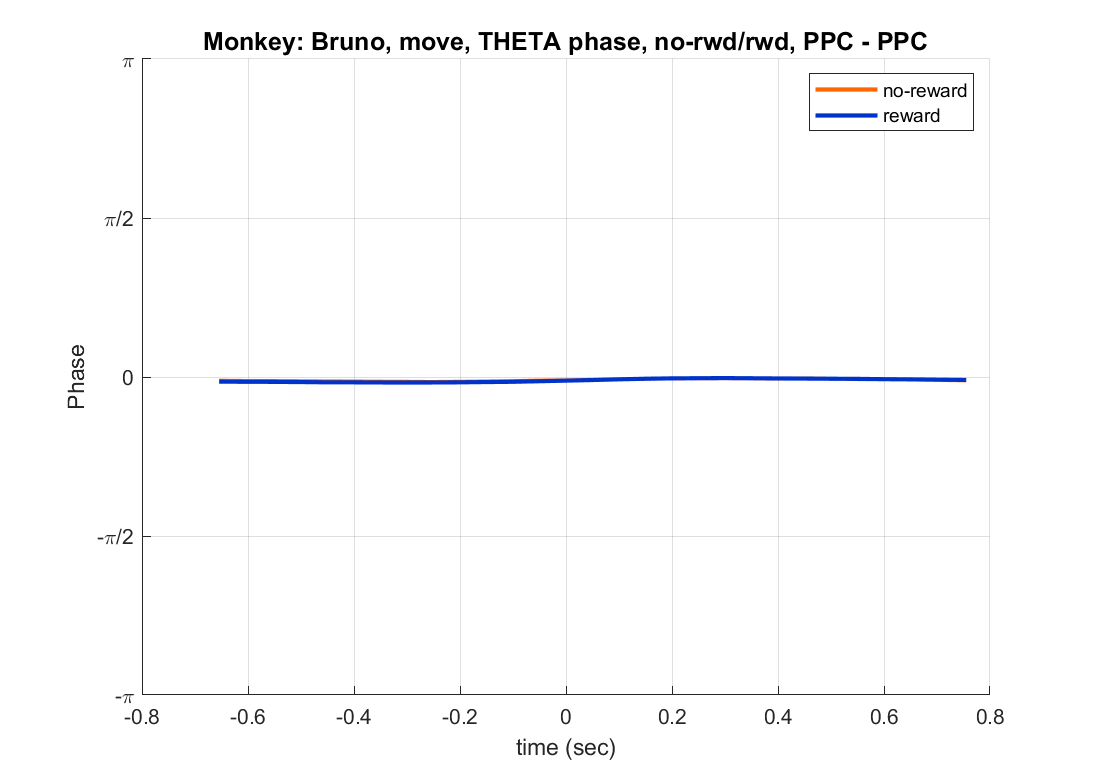 Monkey: Bruno, move, THETA phase, no-rwd/rwd, PPC - PPC
no-reward
reward
π
π/2
0
-π/2
-π
Phase
-0.8 -0.6 -0.4 -0.2 0 0.2 0.4 0.6 0.8
time (sec)